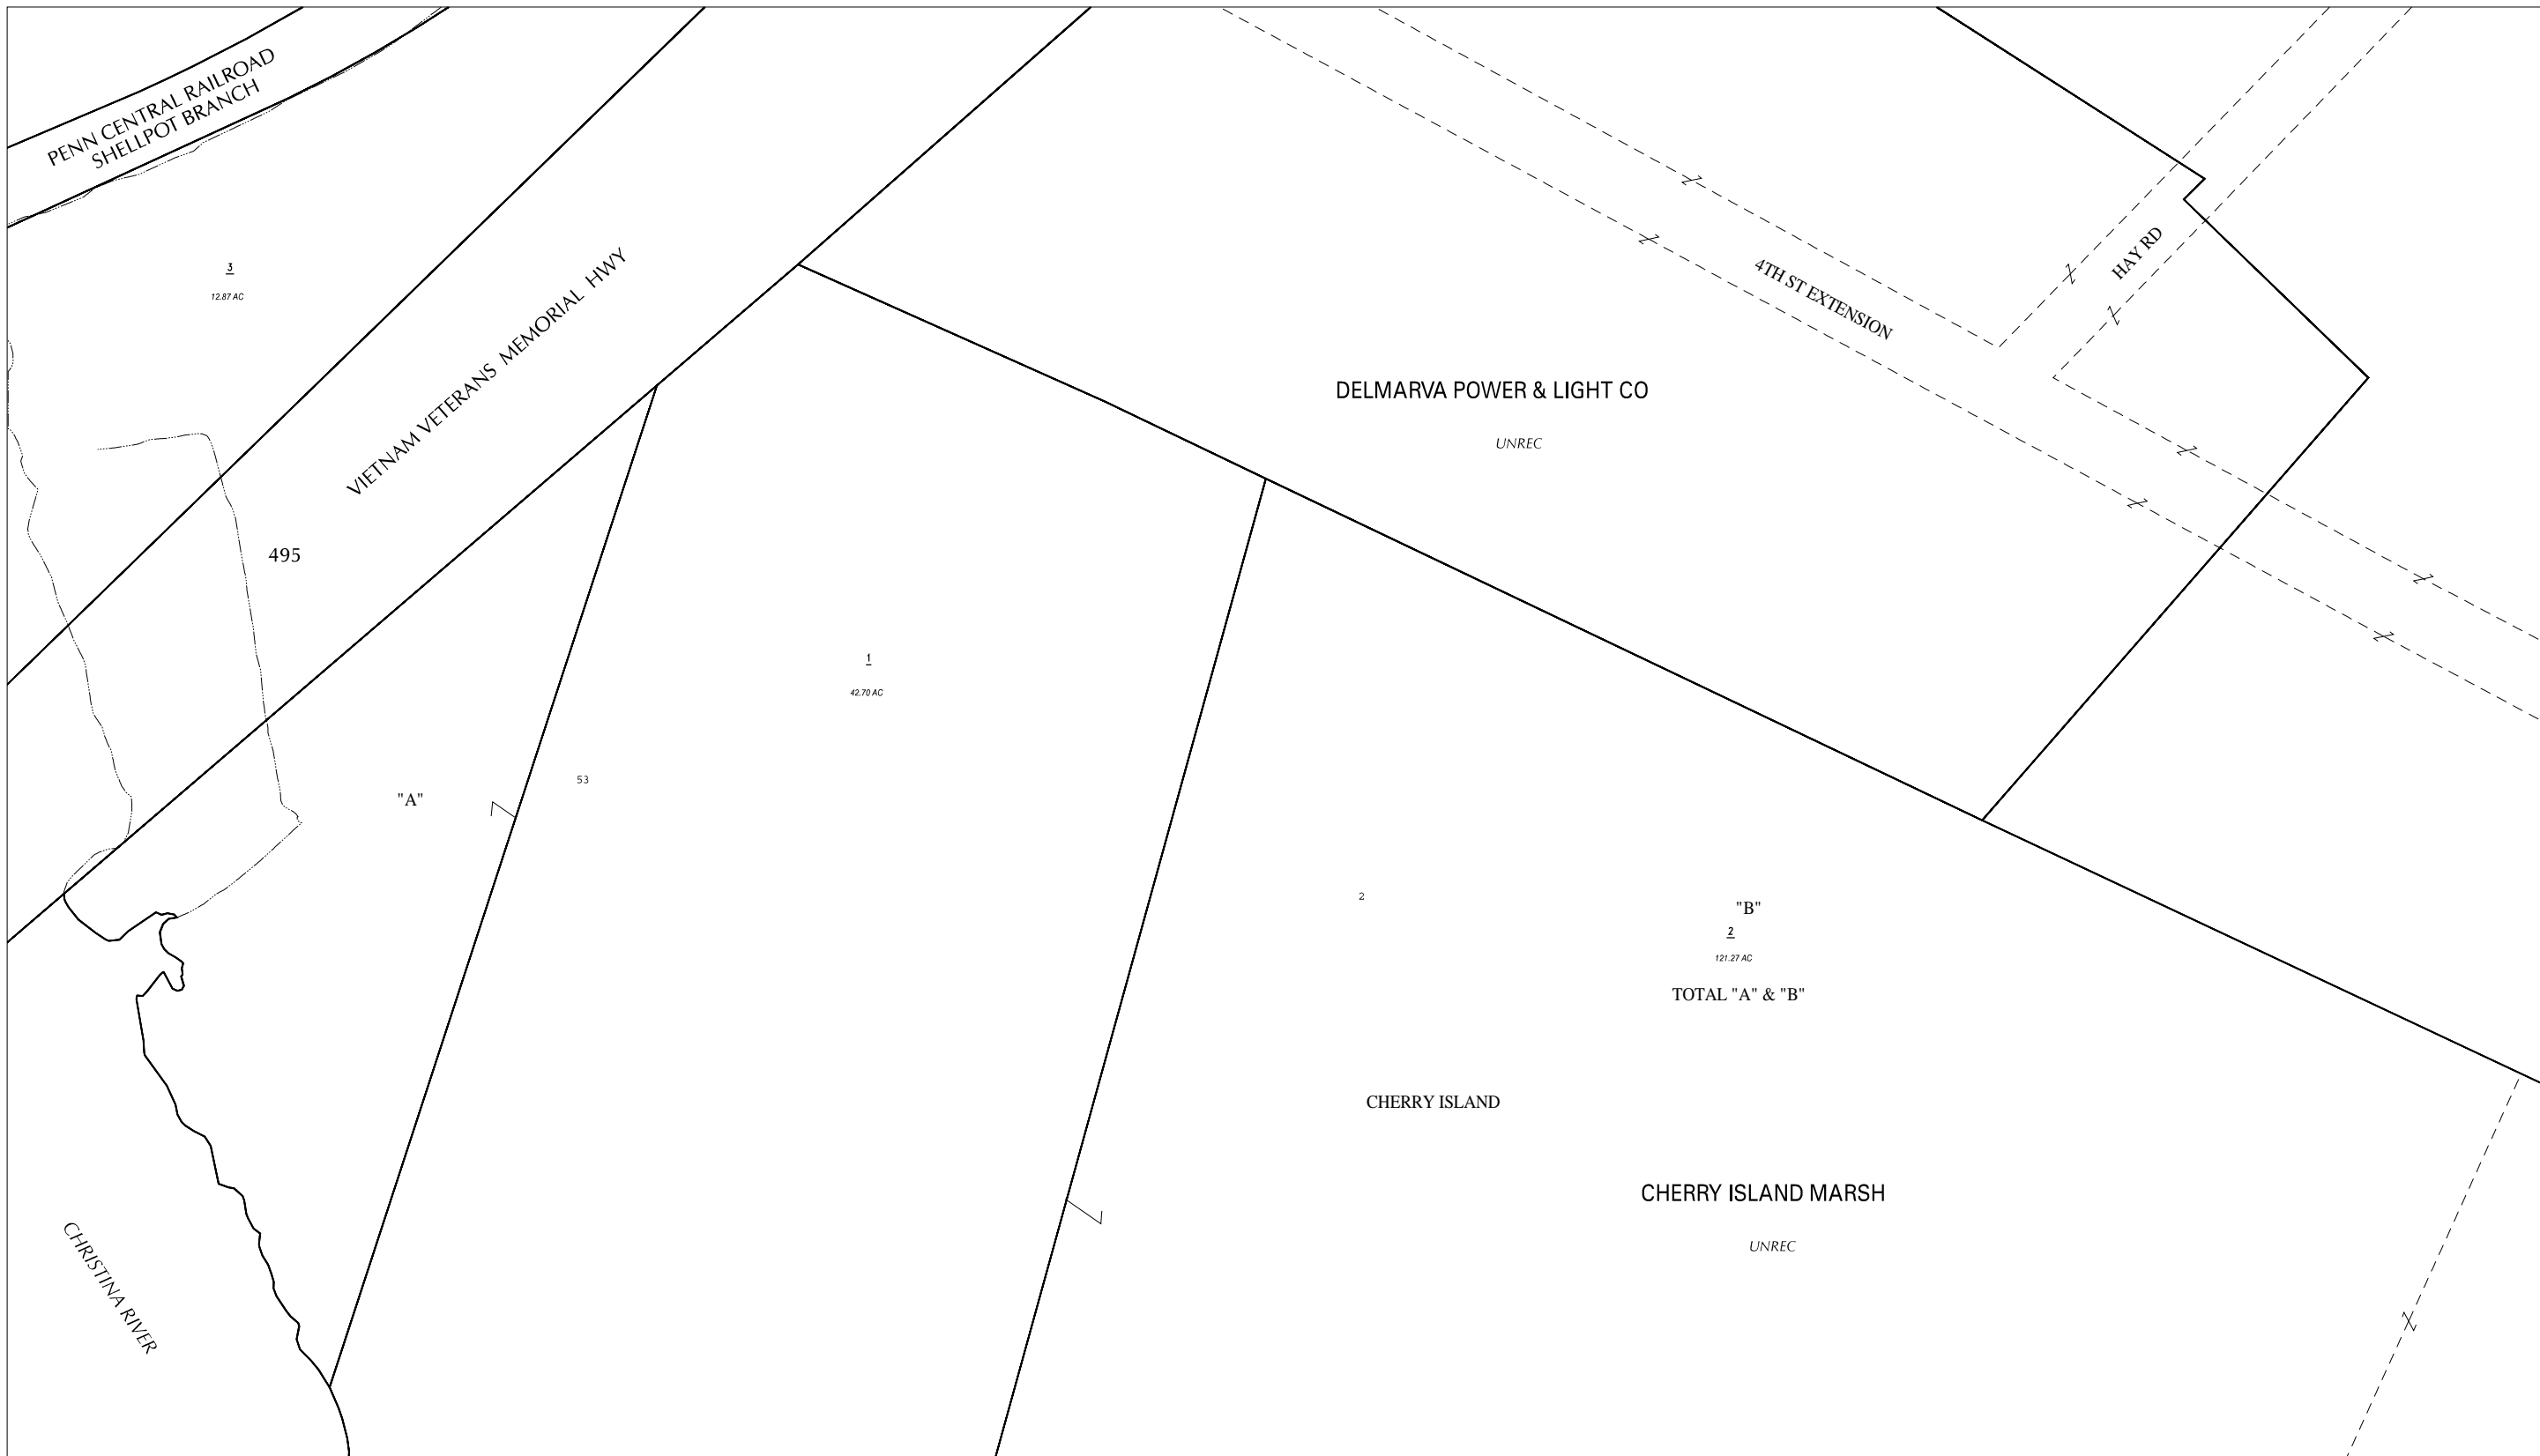 PENN CENTRAL RAILROAD
SHELLPOT BRANCH
3
12.87 AC
VIETNAM VETERANS MEMORIAL HWY
495
4TH ST EXTENSION
HAY RD
DELMARVA POWER & LIGHT CO
UNREC
1
42.70 AC
53
"A"
2
"B"
2
121.27 AC
TOTAL "A" & "B"
CHERRY ISLAND
CHERRY ISLAND MARSH
UNREC
CHRISTINA RIVER